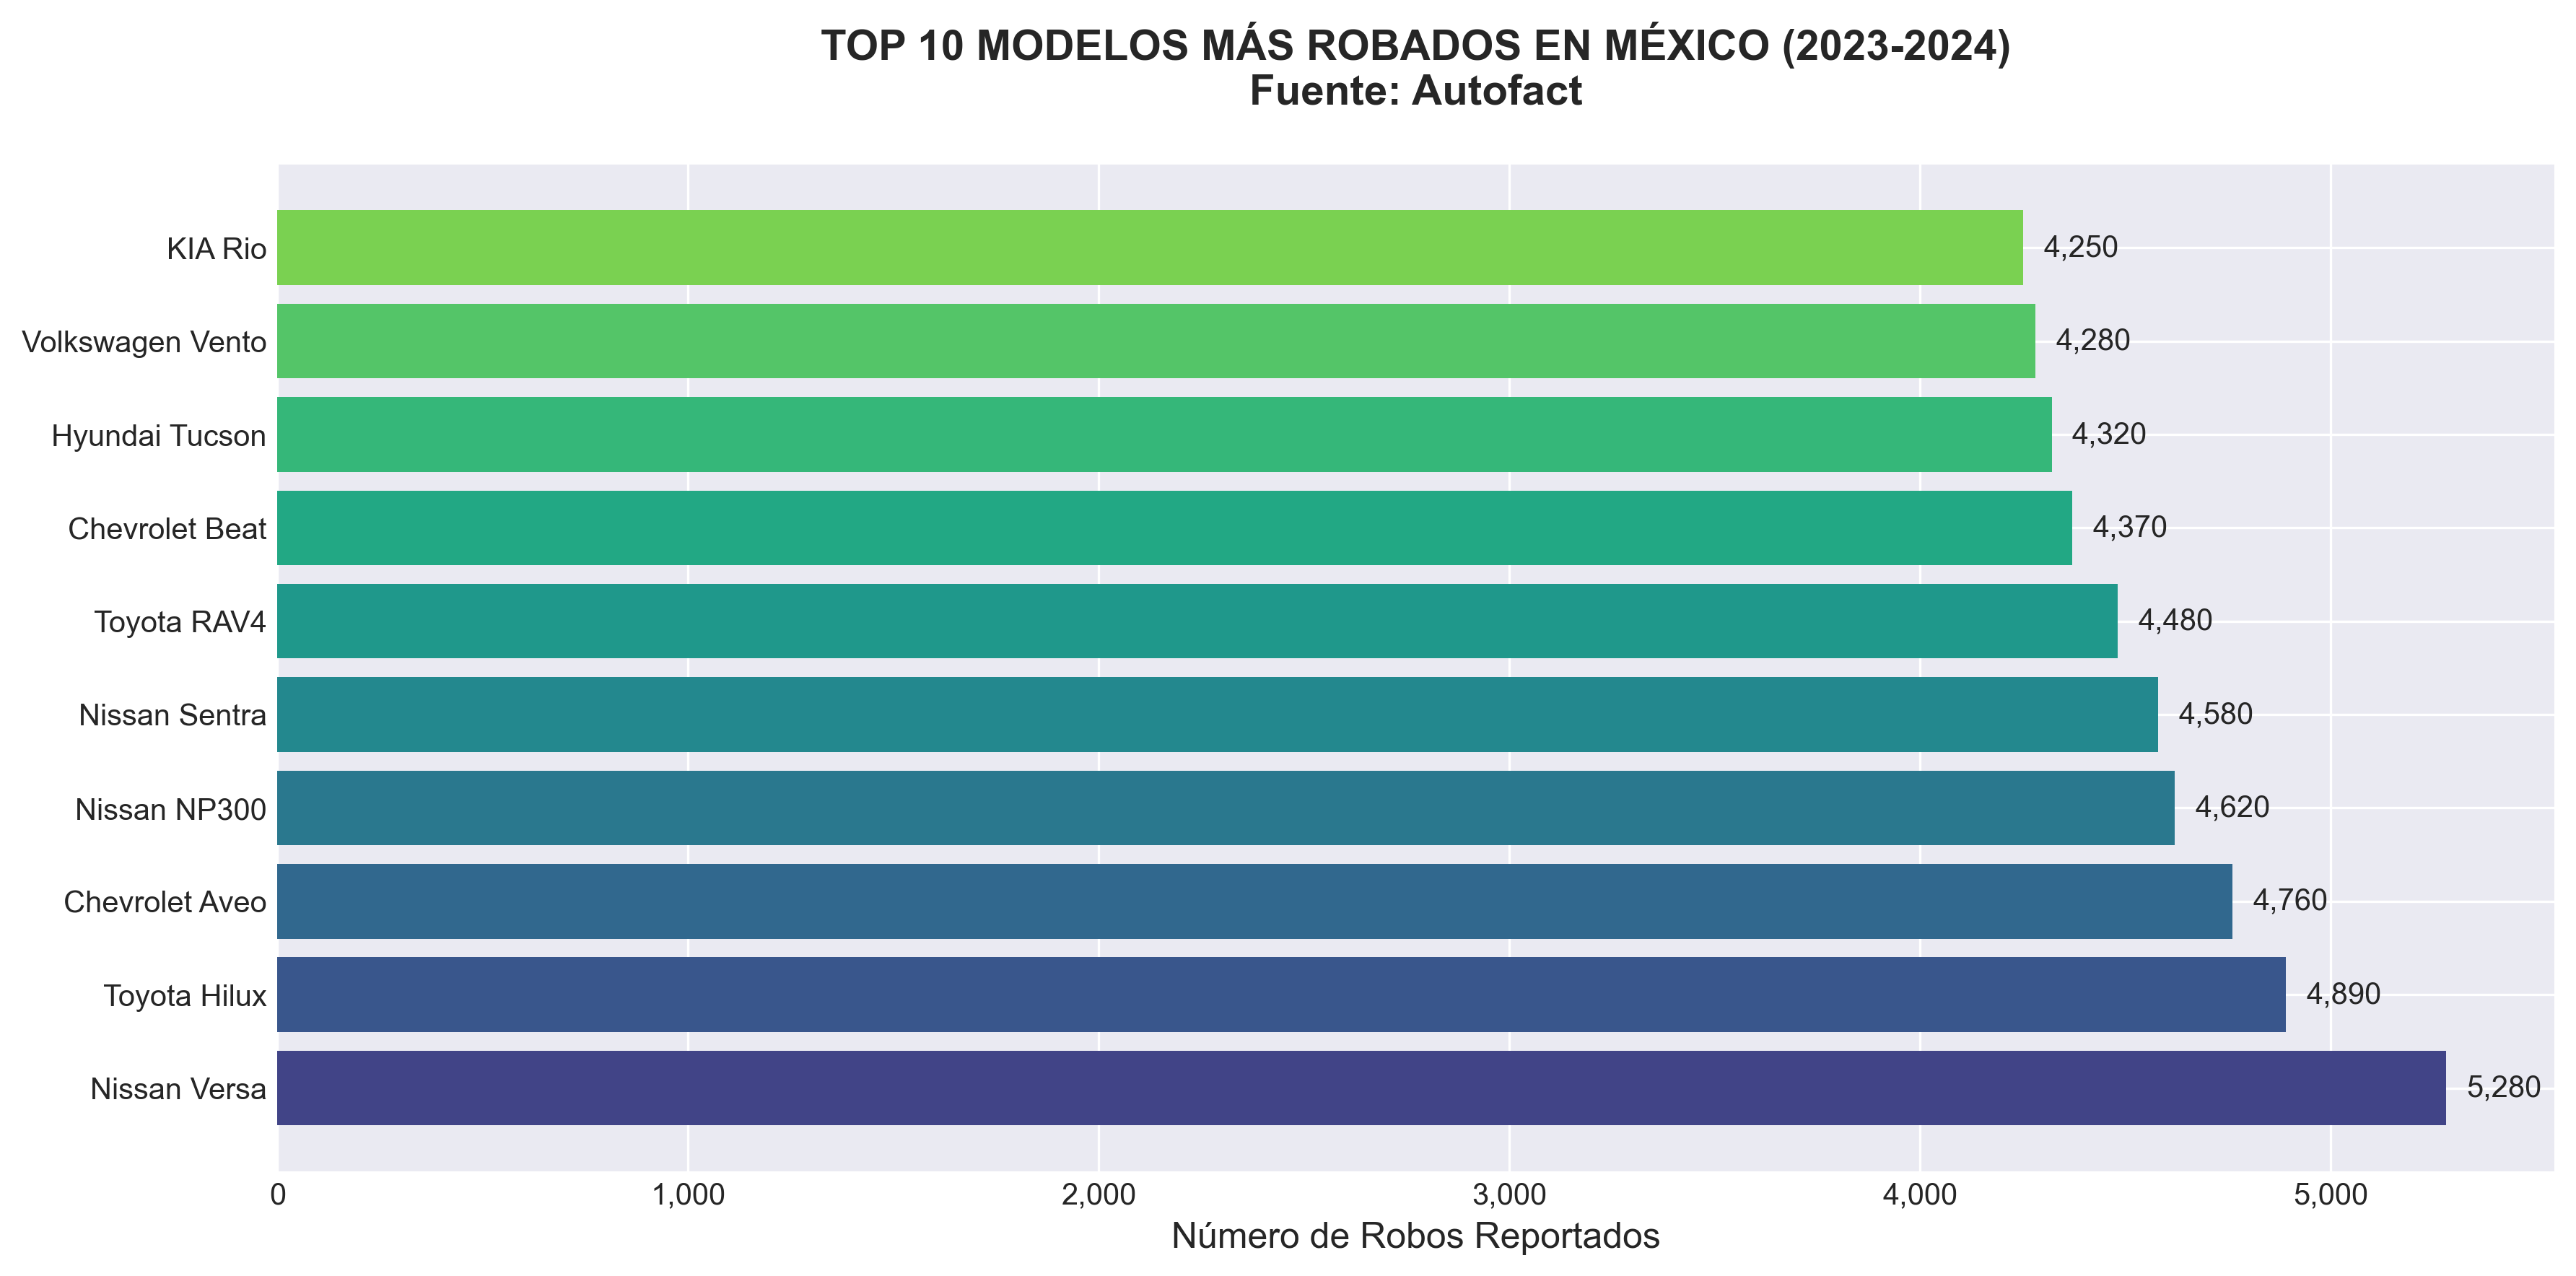 TOP 10 MODELOS MÁS ROBADOS EN MÉXICO (2023-2024)
Fuente: Autofact
KIA Rio 4,250
Volkswagen Vento 4,280
Hyundai Tucson 4,320
Chevrolet Beat 4,370
Toyota RAV4 4,480
Nissan Sentra 4,580
Nissan NP300 4,620
Chevrolet Aveo 4,760
Toyota Hilux 4,890
Nissan Versa 5,280
0 1,000 2,000 3,000 4,000 5,000
Número de Robos Reportados